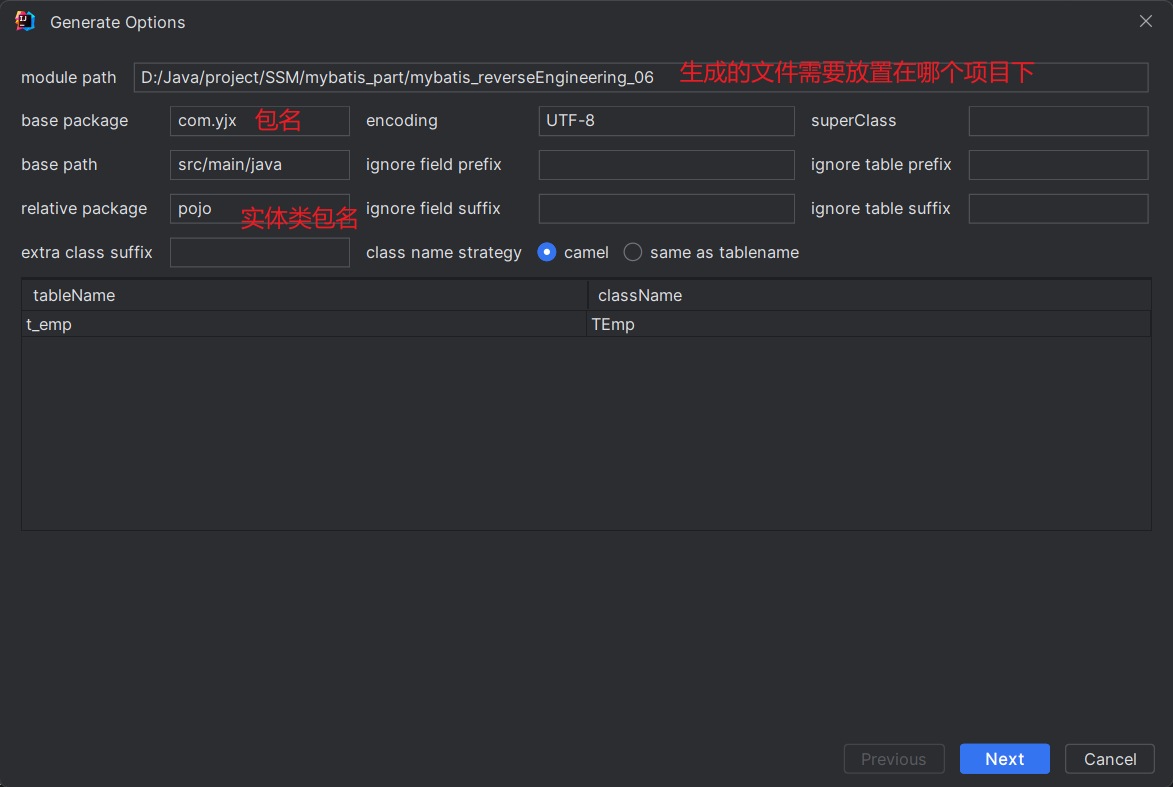 Generate Options
module path D:/Java/project/SSM/mybatis_part/mybatis_reverseEngineering_06 生成的文件需要放置在哪个项目下
base package com.yjx 包名 encoding UTF-8 superClass
base path src/main/java ignore field prefix ignore table prefix
relative package pojo 实体类包名 ignore field suffix ignore table suffix
extra class suffix class name strategy camel same as tablename
tableName className
t_emp TEmp
Previous Next Cancel